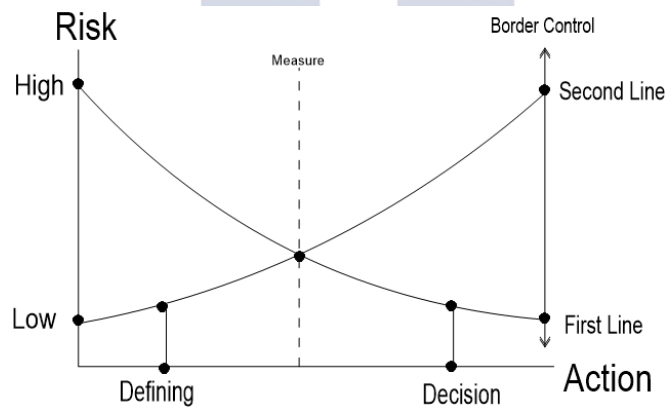 Risk
Border Control
Measure
High
Second Line
Low
First Line
Action
Defining
Decision